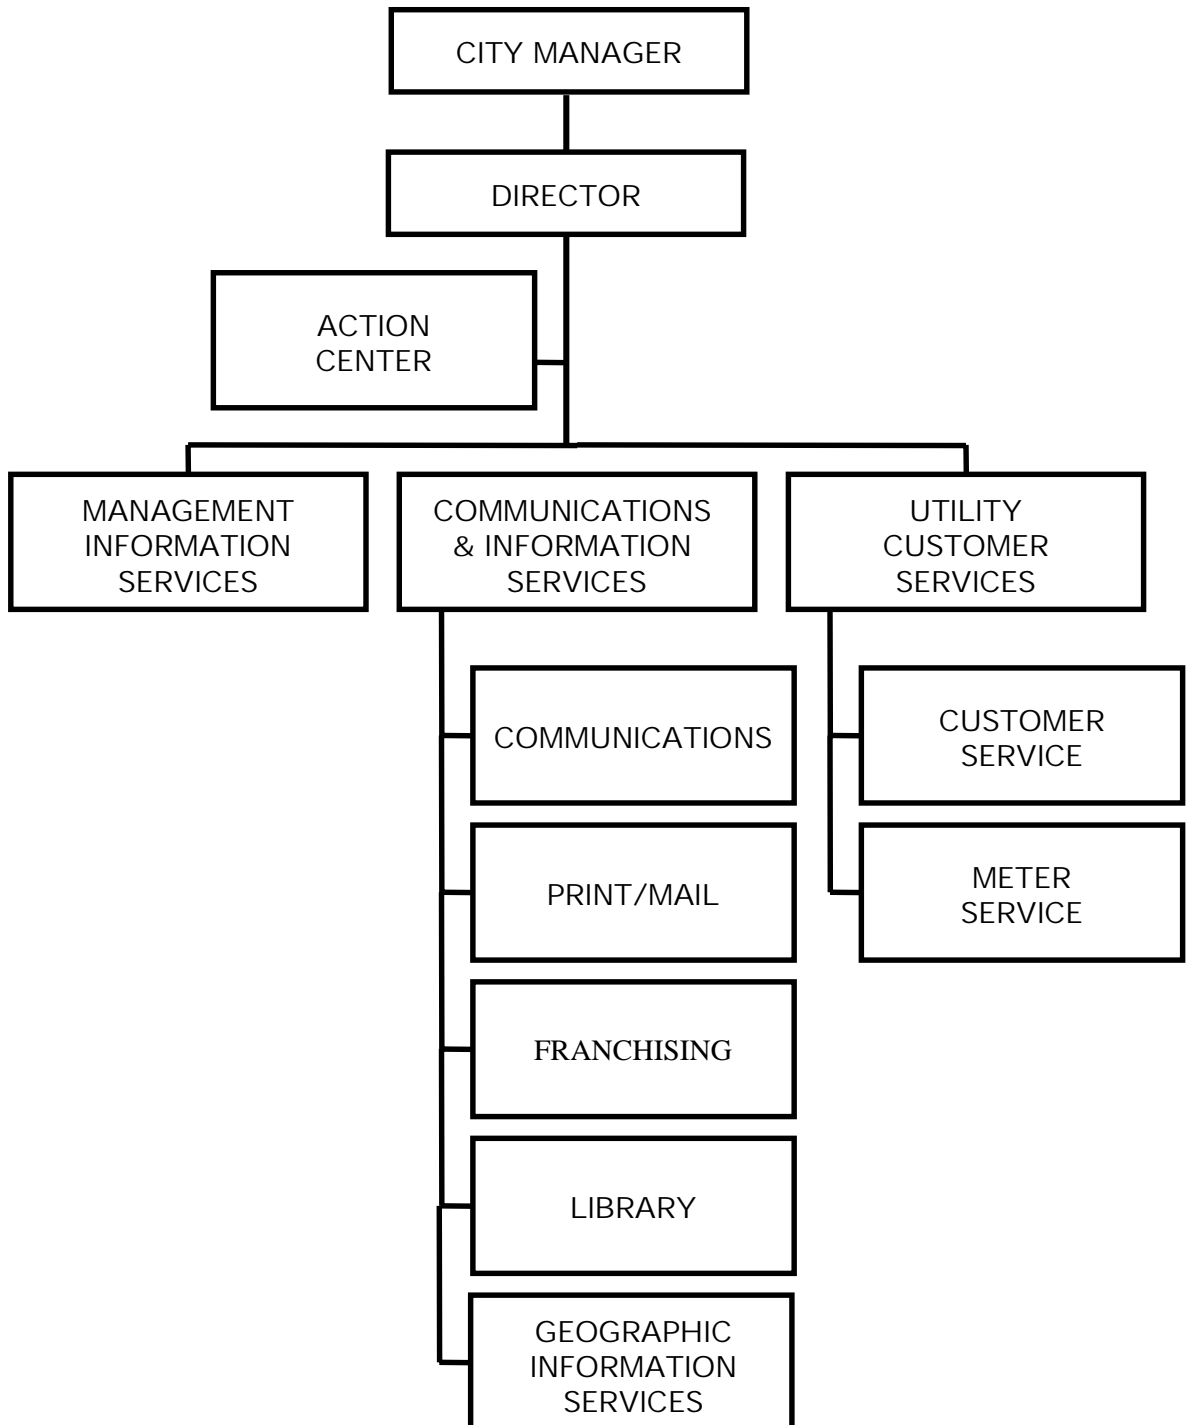 CITY MANAGER
DIRECTOR
ACTION
CENTER
MANAGEMENT
INFORMATION
SERVICES
COMMUNICATIONS
& INFORMATION
SERVICES
UTILITY
CUSTOMER
SERVICES
COMMUNICATIONS
PRINT/MAIL
FRANCHISING
LIBRARY
GEOGRAPHIC
INFORMATION
SERVICES
CUSTOMER
SERVICE
METER
SERVICE